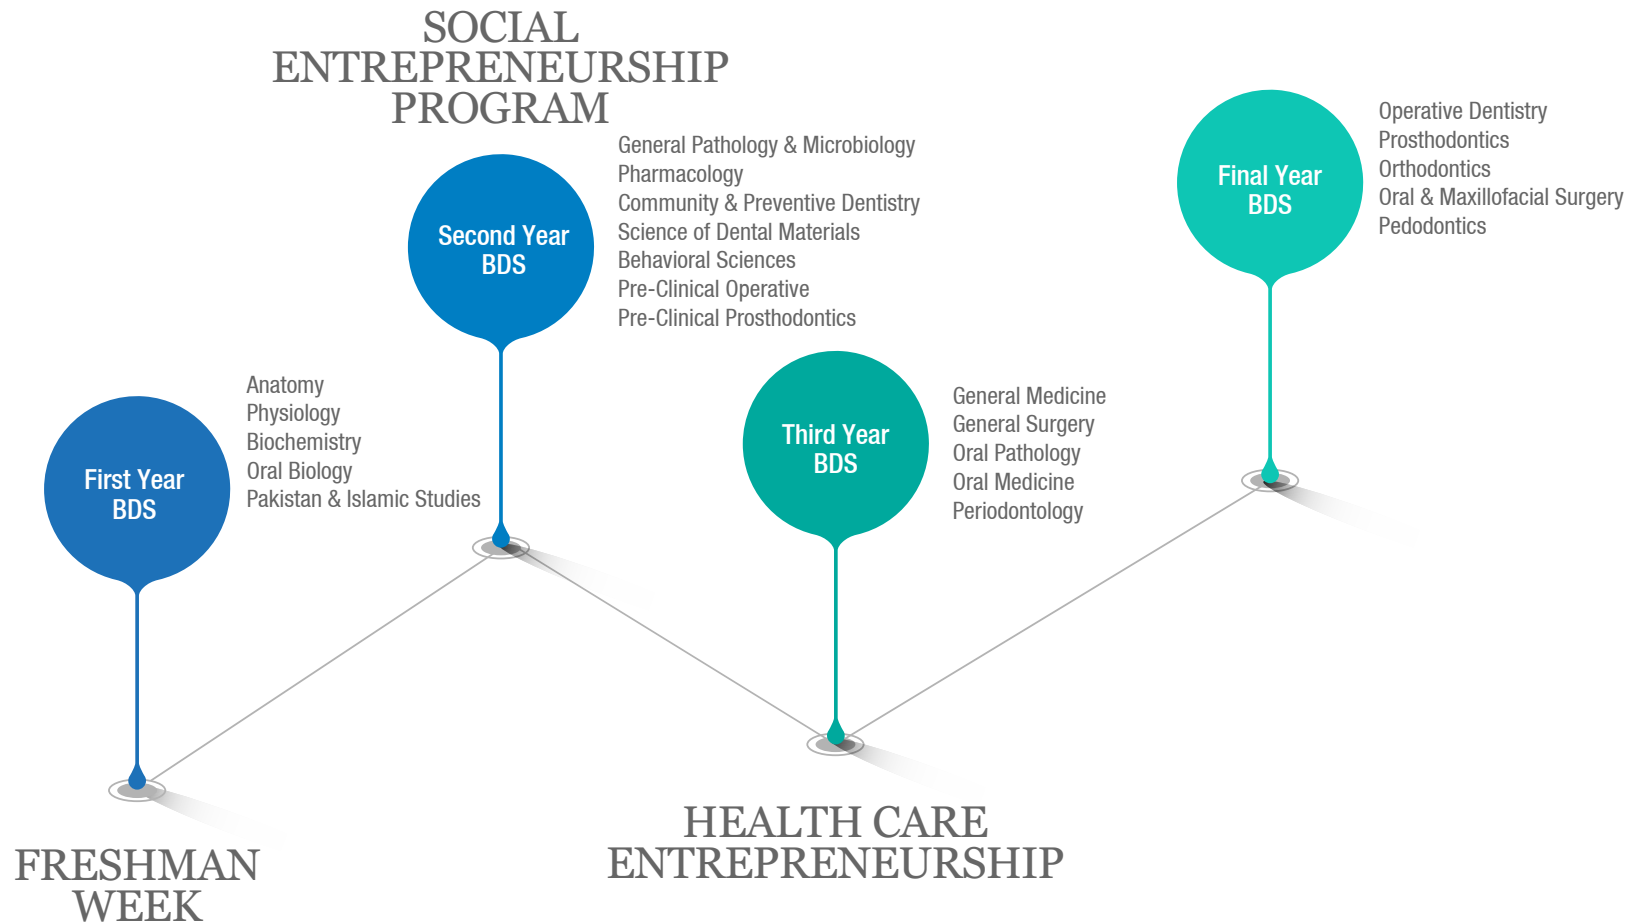 SOCIAL
ENTREPRENEURSHIP
PROGRAM
First Year
BDS
Anatomy
Physiology
Biochemistry
Oral Biology
Pakistan & Islamic Studies
FRESHMAN
WEEK
Second Year
BDS
General Pathology & Microbiology
Pharmacology
Community & Preventive Dentistry
Science of Dental Materials
Behavioral Sciences
Pre-Clinical Operative
Pre-Clinical Prosthodontics
Third Year
BDS
General Medicine
General Surgery
Oral Pathology
Oral Medicine
Periodontology
HEALTH CARE
ENTREPRENEURSHIP
Final Year
BDS
Operative Dentistry
Prosthodontics
Orthodontics
Oral & Maxillofacial Surgery
Pedodontics